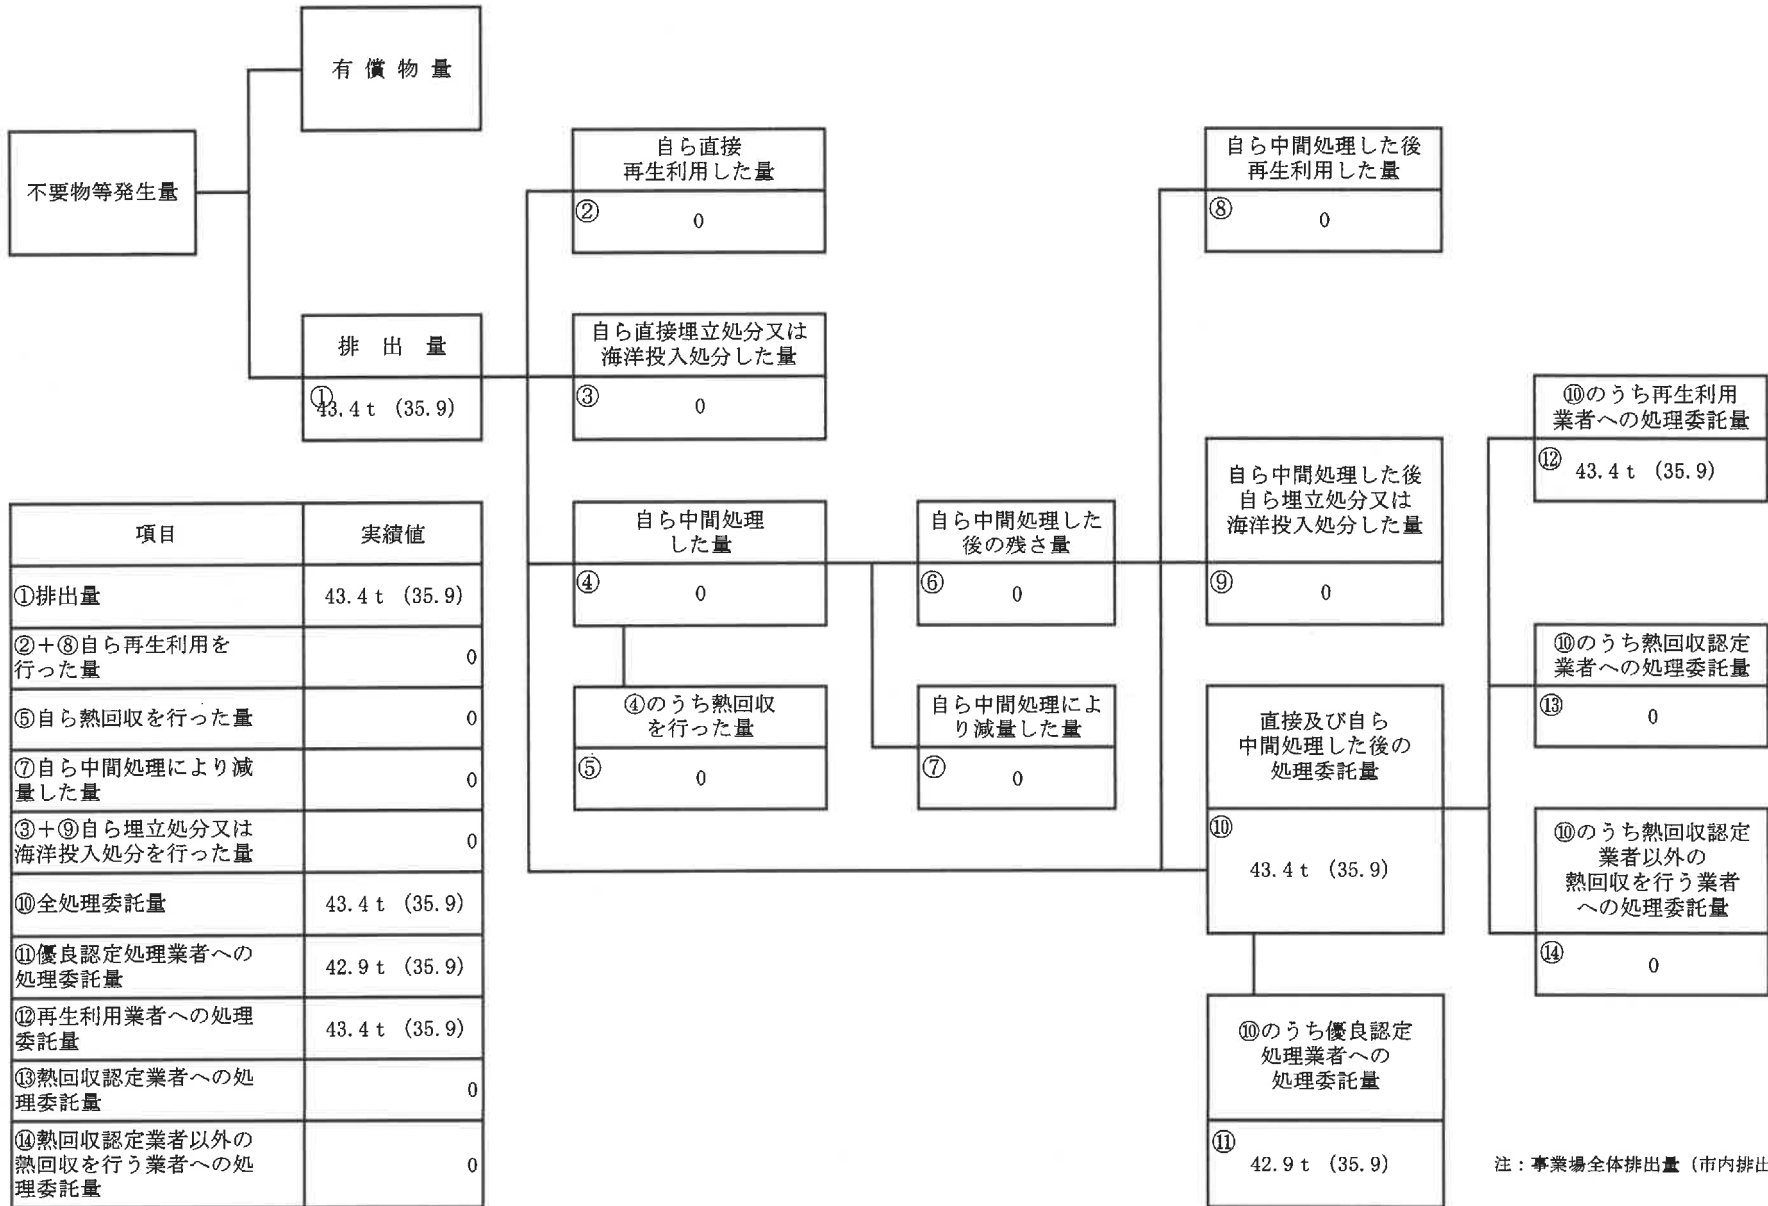 有償物量
不要物等発生量
排出量
①
43.4t (35.9)
自ら直接
再生利用した量
②
0
自ら直接埋立処分又は
海洋投入処分した量
③
0
自ら中間処理
した量
④
0
④のうち熱回収
を行った量
⑤
0
自ら中間処理した
後の残さ量
⑥
0
自ら中間処理によ
り減量した量
⑦
0
自ら中間処理した後
再生利用した量
⑧
0
自ら中間処理した後
自ら埋立処分又は
海洋投入処分した量
⑨
0
直接及び自ら
中間処理した後の
処理委託量
⑩
43.4t (35.9)
⑩のうち優良認定
処理業者への
処理委託量
⑪
42.9t (35.9)
⑩のうち再生利用
業者への処理委託量
⑫ 43.4t (35.9)
⑩のうち熱回収認定
業者への処理委託量
⑬
0
⑩のうち熱回収認定
業者以外の
熱回収を行う業者
への処理委託量
⑭
0
項目 実績値
①排出量 43.4t (35.9)
②+⑧自ら再生利用を
行った量 0
⑤自ら熱回収を行った量 0
⑦自ら中間処理により減
量した量 0
③+⑨自ら埋立処分又は
海洋投入処分を行った量 0
⑩全処理委託量 43.4t (35.9)
⑪優良認定処理業者への
処理委託量 42.9t (35.9)
⑫再生利用業者への処理
委託量 43.4t (35.9)
⑬熱回収認定業者への処
理委託量 0
⑭熱回収認定業者以外の
熱回収を行う業者への処
理委託量 0
注:事業場全体排出量(市内排出